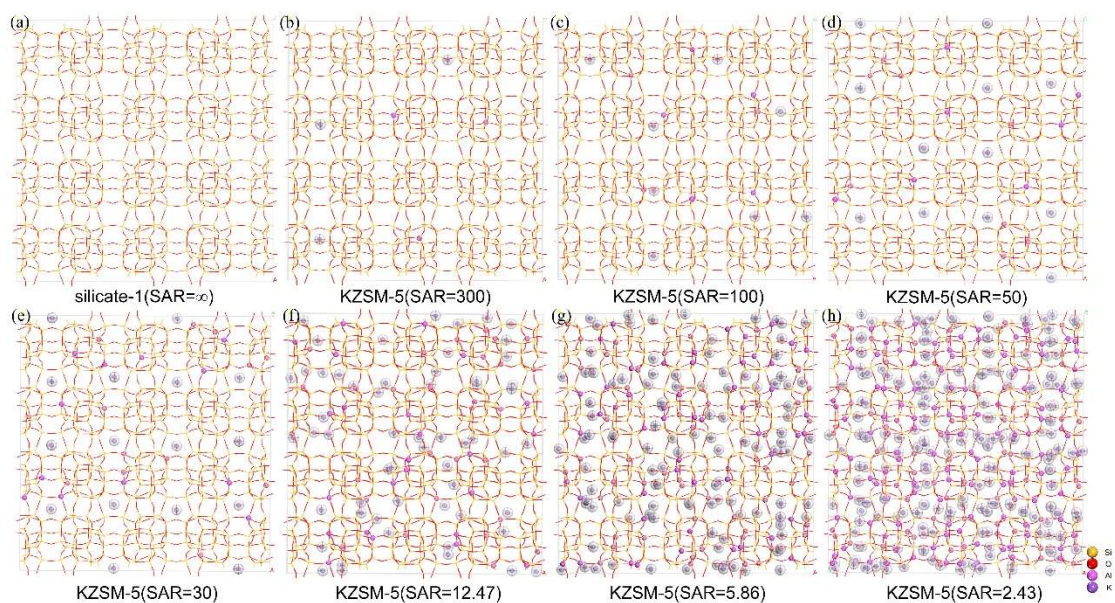 (a)
(b)
(c)
(d)
silicate-1(SAR=∞)
KZSM-5(SAR=300)
KZSM-5(SAR=100)
KZSM-5(SAR=50)
(e)
(f)
(g)
(h)
KZSM-5(SAR=30)
KZSM-5(SAR=12.47)
KZSM-5(SAR=5.86)
KZSM-5(SAR=2.43)
Si
O
Al
K